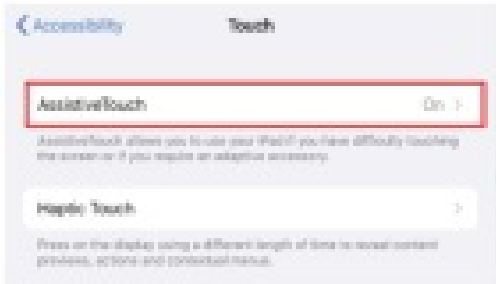 Accessibility Touch
AssistiveTouch On
AssistiveTouch allows you to use your iPad if you have difficulty touching
the screen or if you require an adaptive accessory.
Haptic Touch
Press on the display using a different length of time to reveal content
previews, actions and contextual menus.